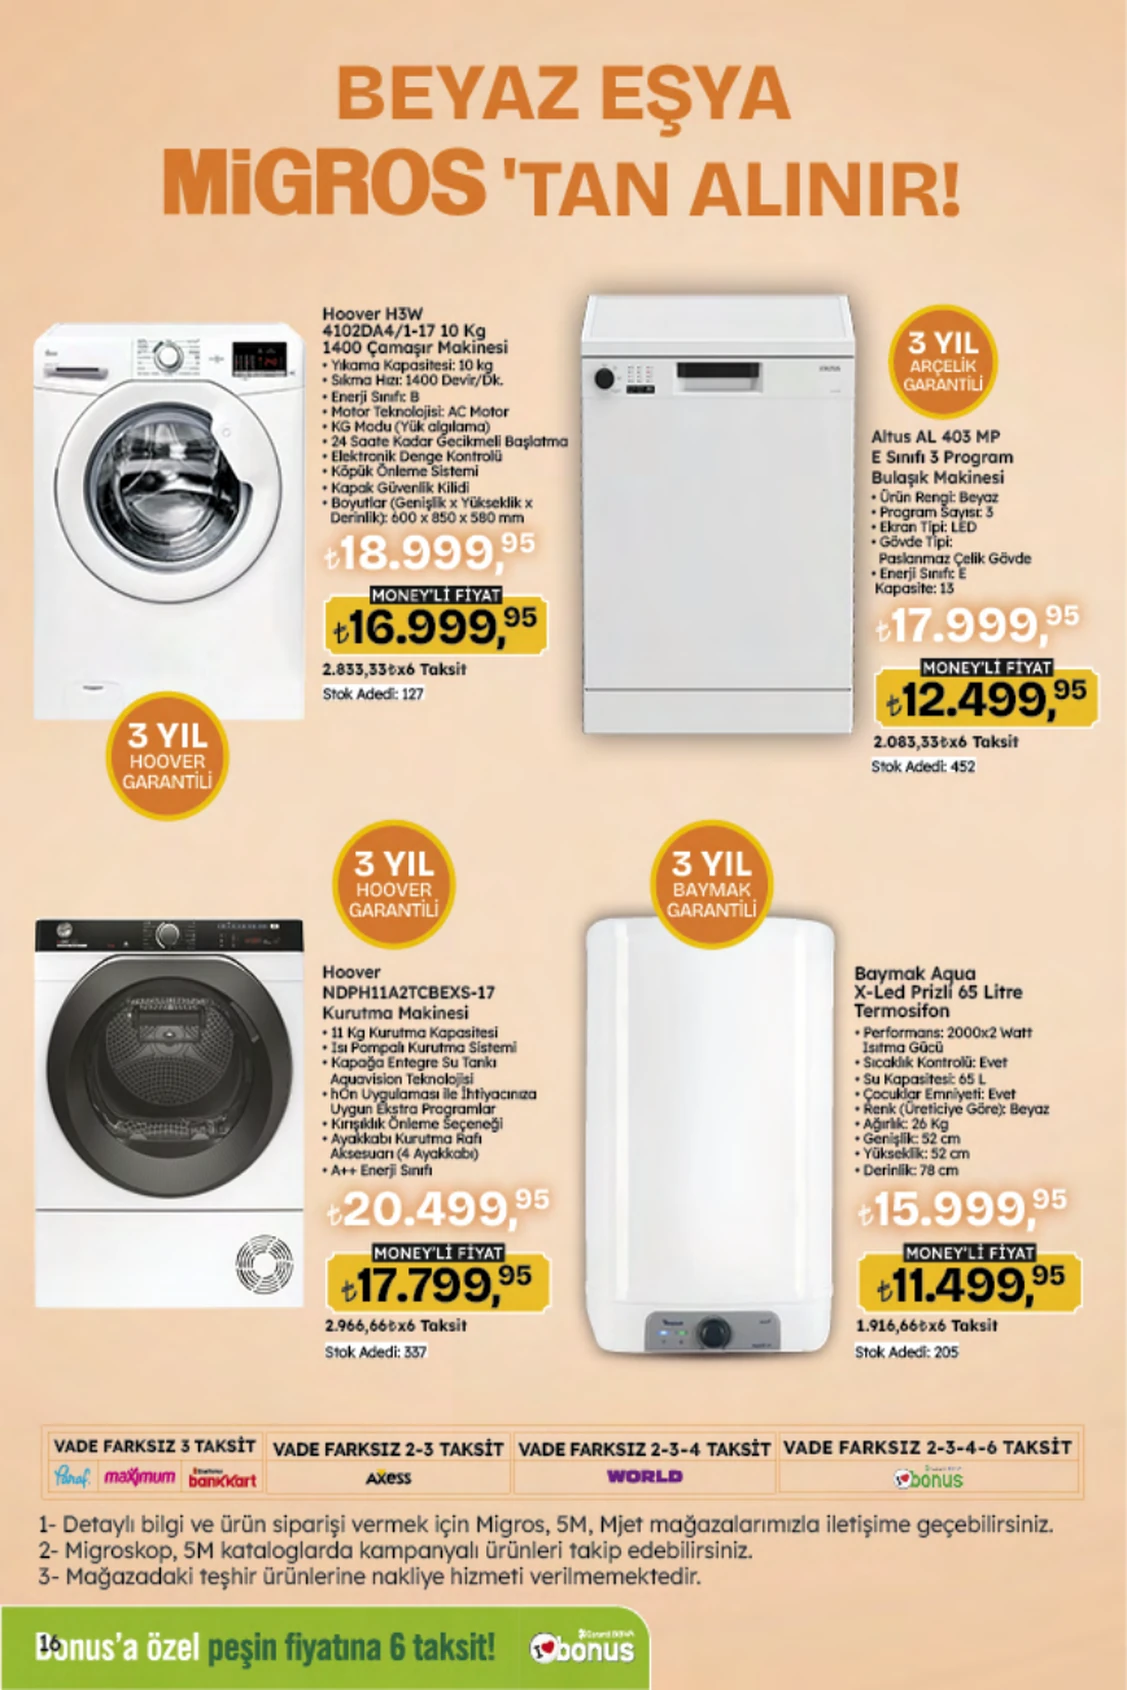 BEYAZ EŞYA
MiGROS 'TAN ALINIR!
Hoover H3W
4102DA4/1-17 10 Kg
1400 Çamaşır Makinesi
• Yıkama Kapasitesi: 10 kg
• Sıkma Hızı: 1400 Devir/Dk.
• Enerji Sınıfı: B
• Motor Teknolojisi: AC Motor
• KG Modu (Yük algılama)
• 24 Saate Kadar Gecikmeli Başlatma
• Elektronik Denge Kontrolü
• Köpük Önleme Sistemi
• Kapak Güvenlik Kilidi
• Boyutlar (Genişlik x Yükseklik x
Derinlik): 600 x 850 x 580 mm
₺18.999,95
MONEY'Lİ FİYAT
₺16.999,95
2.833,33₺x6 Taksit
Stok Adedi: 127
3 YIL
HOOVER
GARANTİLİ
3 YIL
ARÇELİK
GARANTİLİ
Altus AL 403 MP
E Sınıfı 3 Program
Bulaşık Makinesi
• Ürün Rengi: Beyaz
• Program Sayısı: 3
• Ekran Tipi: LED
• Gövde Tipi:
Paslanmaz Çelik Gövde
• Enerji Sınıfı: E
Kapasite: 13
₺17.999,95
MONEY'Lİ FİYAT
₺12.499,95
2.083,33₺x6 Taksit
Stok Adedi: 452
3 YIL
HOOVER
GARANTİLİ
Hoover
NDPH11A2TCBEXS-17
Kurutma Makinesi
• 11 Kg Kurutma Kapasitesi
• Isı Pompalı Kurutma Sistemi
• Kapağa Entegre Su Tankı
Aquavision Teknolojisi
• hOn Uygulaması ile İhtiyacınıza
Uygun Ekstra Programlar
• Kırışıklık Önleme Seçeneği
• Ayakkabı Kurutma Rafı
Aksesuarı (4 Ayakkabı)
• A++ Enerji Sınıfı
₺20.499,95
MONEY'Lİ FİYAT
₺17.799,95
2.966,66₺x6 Taksit
Stok Adedi: 337
3 YIL
BAYMAK
GARANTİLİ
Baymak Aqua
X-Led Prizli 65 Litre
Termosifon
• Performans: 2000x2 Watt
Isıtma Gücü
• Sıcaklık Kontrolü: Evet
• Su Kapasitesi: 65 L
• Çocuklar Emniyeti: Evet
• Renk (Üreticiye Göre): Beyaz
• Ağırlık: 26 Kg
• Genişlik: 52 cm
• Yükseklik: 52 cm
• Derinlik: 78 cm
₺15.999,95
MONEY'Lİ FİYAT
₺11.499,95
1.916,66₺x6 Taksit
Stok Adedi: 205
VADE FARKSIZ 3 TAKSİT
Paraf maximum bankkart
VADE FARKSIZ 2-3 TAKSİT
AXESS
VADE FARKSIZ 2-3-4 TAKSİT
WORLD
VADE FARKSIZ 2-3-4-6 TAKSİT
bonus
1- Detaylı bilgi ve ürün siparişi vermek için Migros, 5M, Mjet mağazalarımızla iletişime geçebilirsiniz.
2- Migroskop, 5M kataloglarda kampanyalı ürünleri takip edebilirsiniz.
3- Mağazadaki teşhir ürünlerine nakliye hizmeti verilmemektedir.
16
Bonus'a özel peşin fiyatına 6 taksit!
bonus